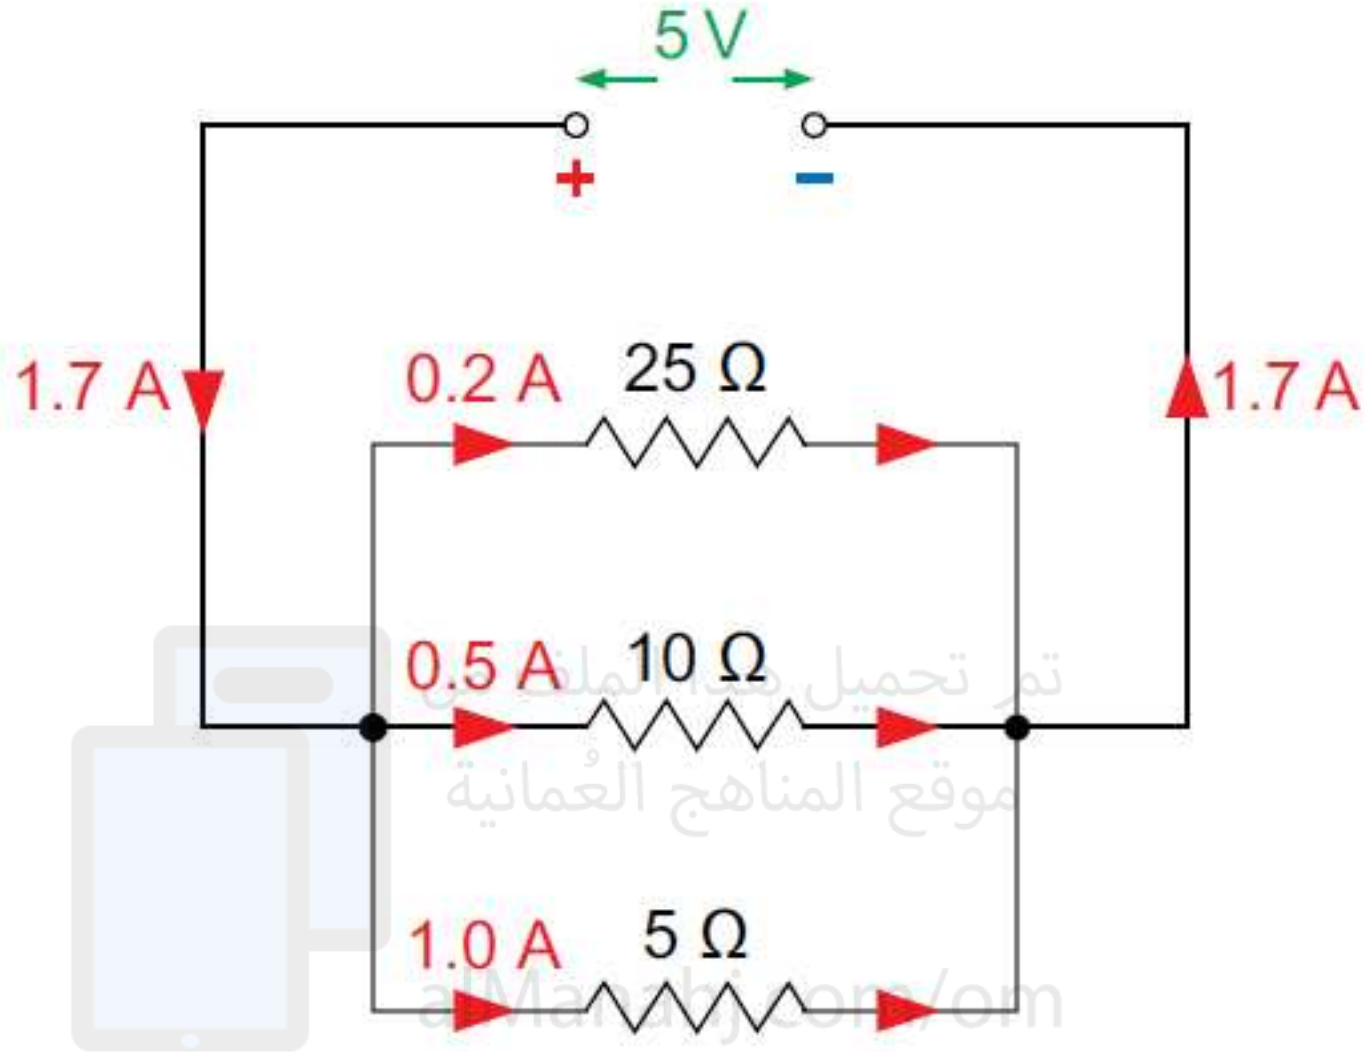 5 V
+ −
1.7 A
0.2 A 25 Ω
1.7 A
0.5 A 10 Ω
تم تحميل هذا الملف من
موقع المناهج العُمانية
1.0 A 5 Ω
alManahj.com/om